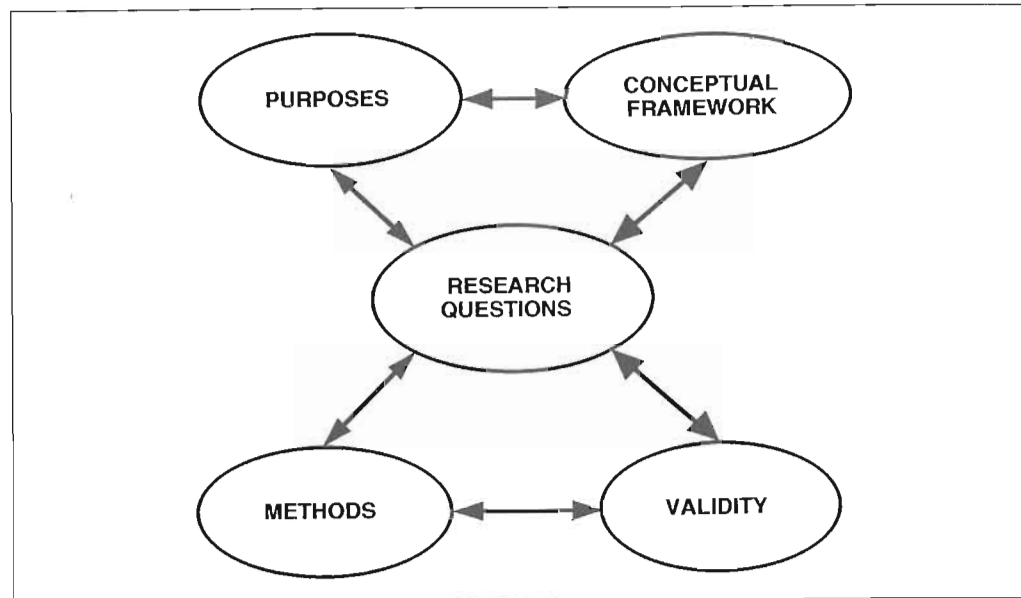 PURPOSES
CONCEPTUAL
FRAMEWORK
RESEARCH
QUESTIONS
METHODS
VALIDITY